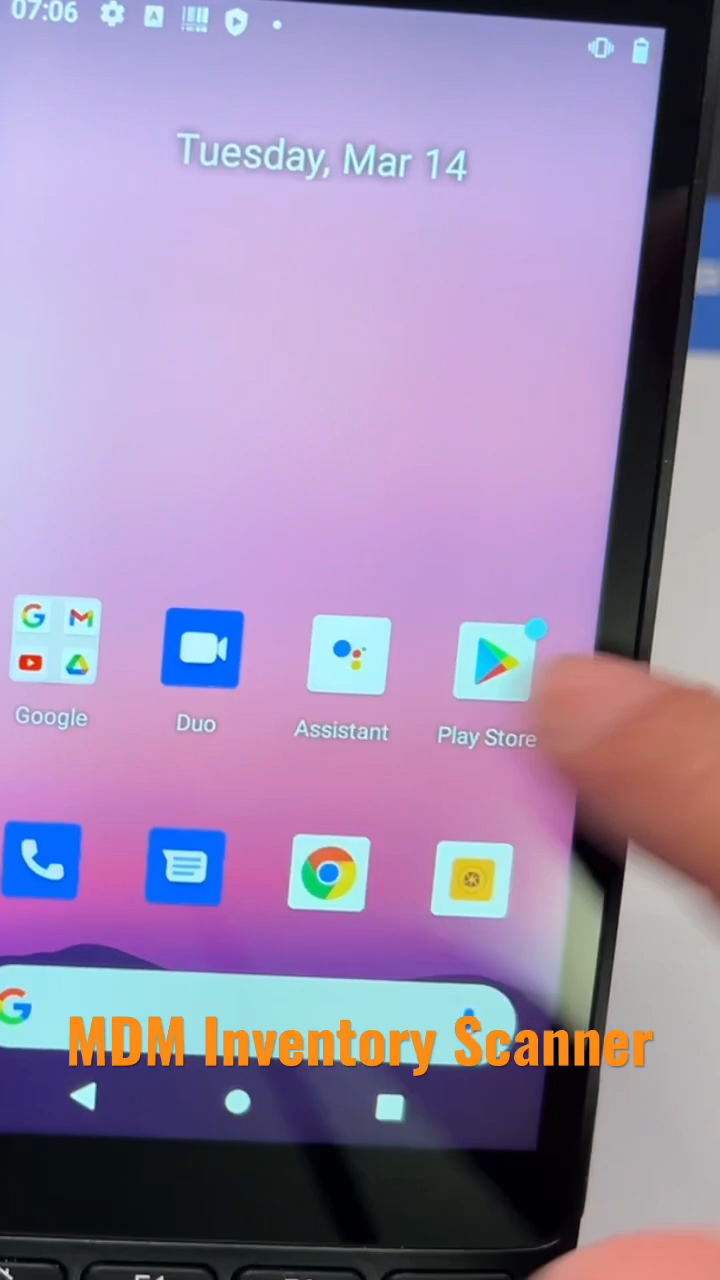 07:06
Tuesday, Mar 14
Google
Duo
Assistant
Play Store
MDM Inventory Scanner